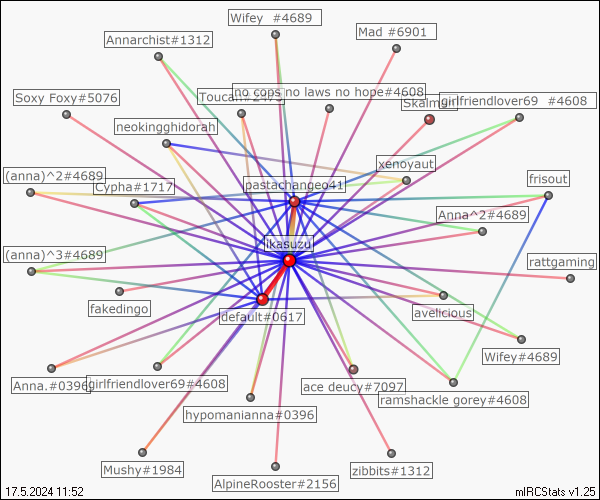 Wifey #4689
Mad #6901
Annarchist#1312
no cops no laws no hope#4608
Soxy Foxy#5076
girlfriendlover69 #4608
neokingghidorah
xenoyaut
(anna)^2#4689
Cypha#1717
pastachangeo41
frisout
Anna^2#4689
ikasuzu
(anna)^3#4689
rattgaming
fakedingo
default#0617
avelicious
Wifey#4689
Anna.#0396
girlfriendlover69#4608
ace deucy#7097
ramshackle gorey#4608
hypomanianna#0396
Mushy#1984
zibbits#1312
AlpineRooster#2156
17.5.2024 11:52
mIRCStats v1.25